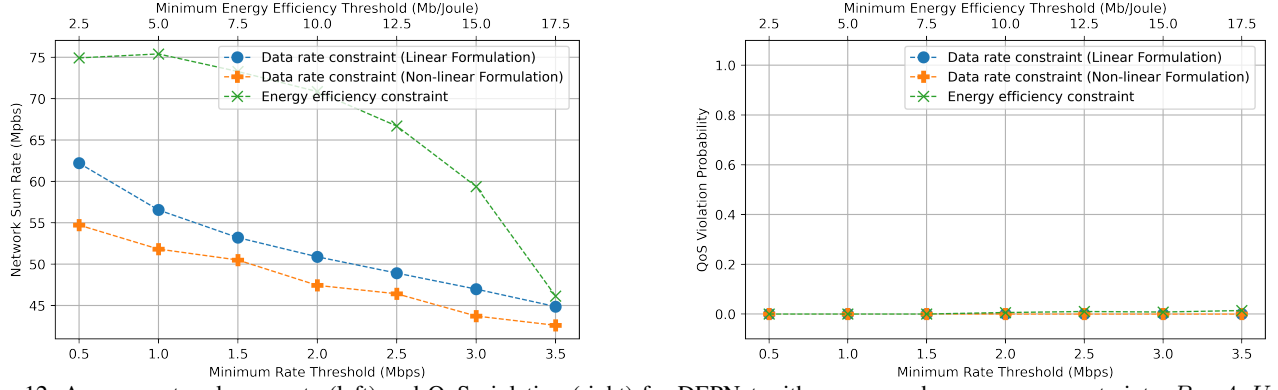 Minimum Energy Efficiency Threshold (Mb/Joule)
2.5 5.0 7.5 10.0 12.5 15.0 17.5
75
70
65
60
55
50
45
Network Sum Rate (Mpbs)
Data rate constraint (Linear Formulation)
Data rate constraint (Non-linear Formulation)
Energy efficiency constraint
0.5 1.0 1.5 2.0 2.5 3.0 3.5
Minimum Rate Threshold (Mbps)
Minimum Energy Efficiency Threshold (Mb/Joule)
2.5 5.0 7.5 10.0 12.5 15.0 17.5
1.0
0.8
0.6
0.4
0.2
0.0
QoS Violation Probability
Data rate constraint (Linear Formulation)
Data rate constraint (Non-linear Formulation)
Energy efficiency constraint
0.5 1.0 1.5 2.0 2.5 3.0 3.5
Minimum Rate Threshold (Mbps)